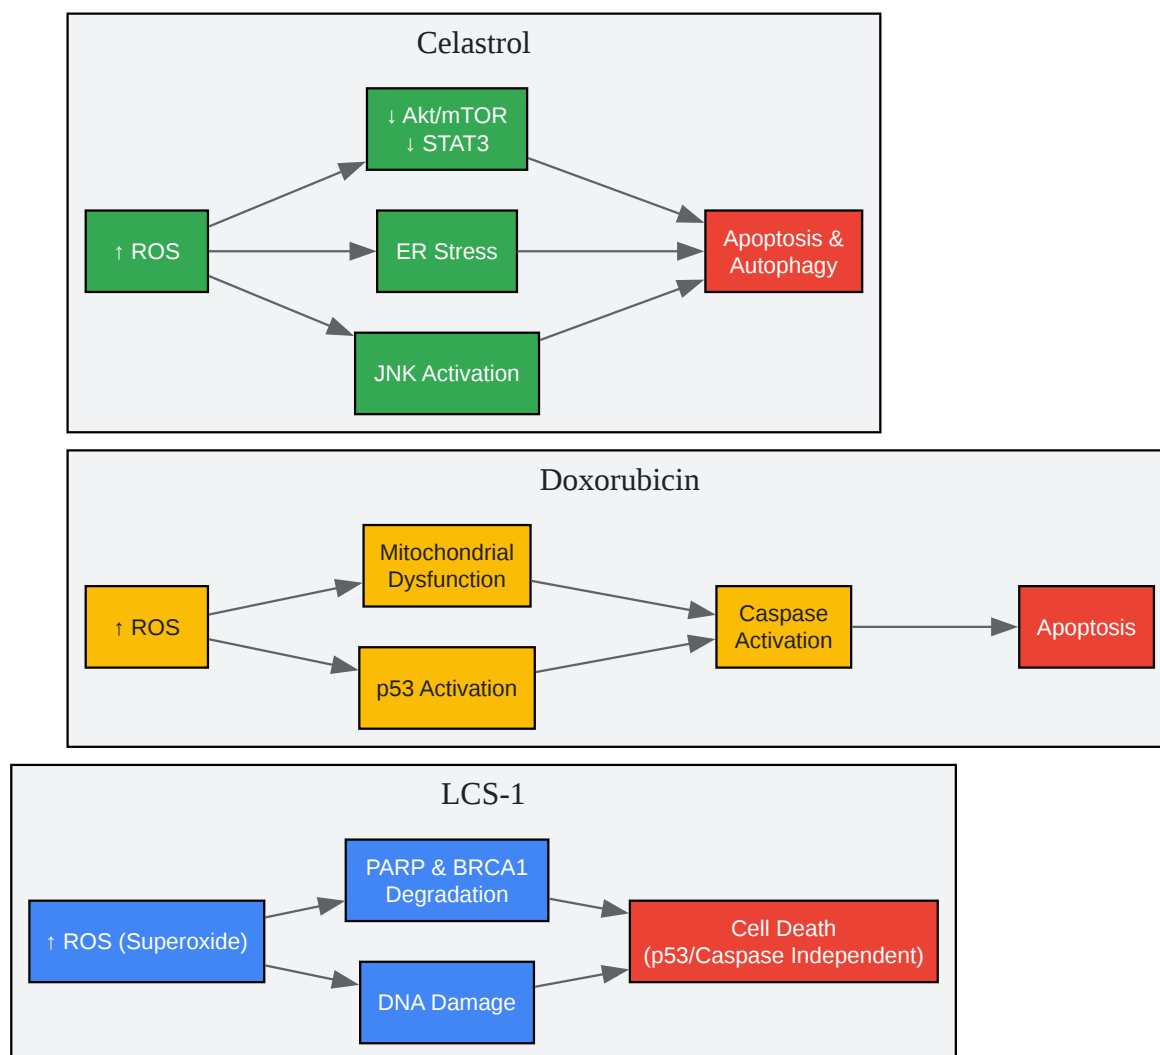 Celastrol
↓ Akt/mTOR
↓ STAT3
↑ ROS
ER Stress
Apoptosis &
Autophagy
JNK Activation
Doxorubicin
Mitochondrial
Dysfunction
↑ ROS
Caspase
Activation
Apoptosis
p53 Activation
LCS-1
PARP & BRCA1
Degradation
↑ ROS (Superoxide)
Cell Death
(p53/Caspase Independent)
DNA Damage